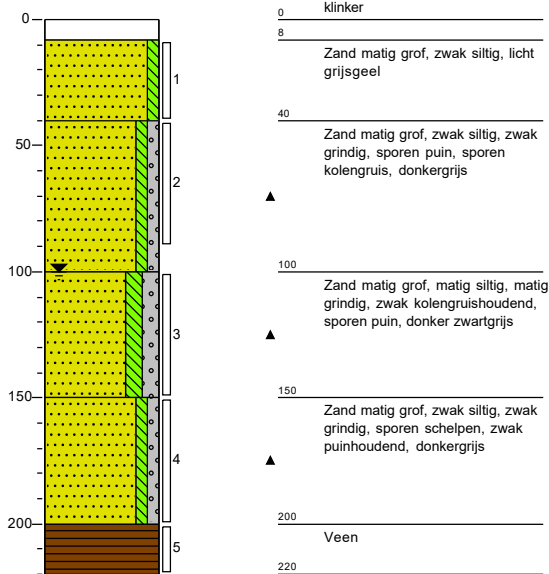 0
klinker
0
8
Zand matig grof, zwak siltig, licht
grijsgeel
1
40
Zand matig grof, zwak siltig, zwak
grindig, sporen puin, sporen
kolengruis, donkergrijs
50
2
100
100
Zand matig grof, matig siltig, matig
grindig, zwak kolengruishoudend,
sporen puin, donker zwartgrijs
3
150
150
Zand matig grof, zwak siltig, zwak
grindig, sporen schelpen, zwak
puinhoudend, donkergrijs
4
200
200
Veen
5
220